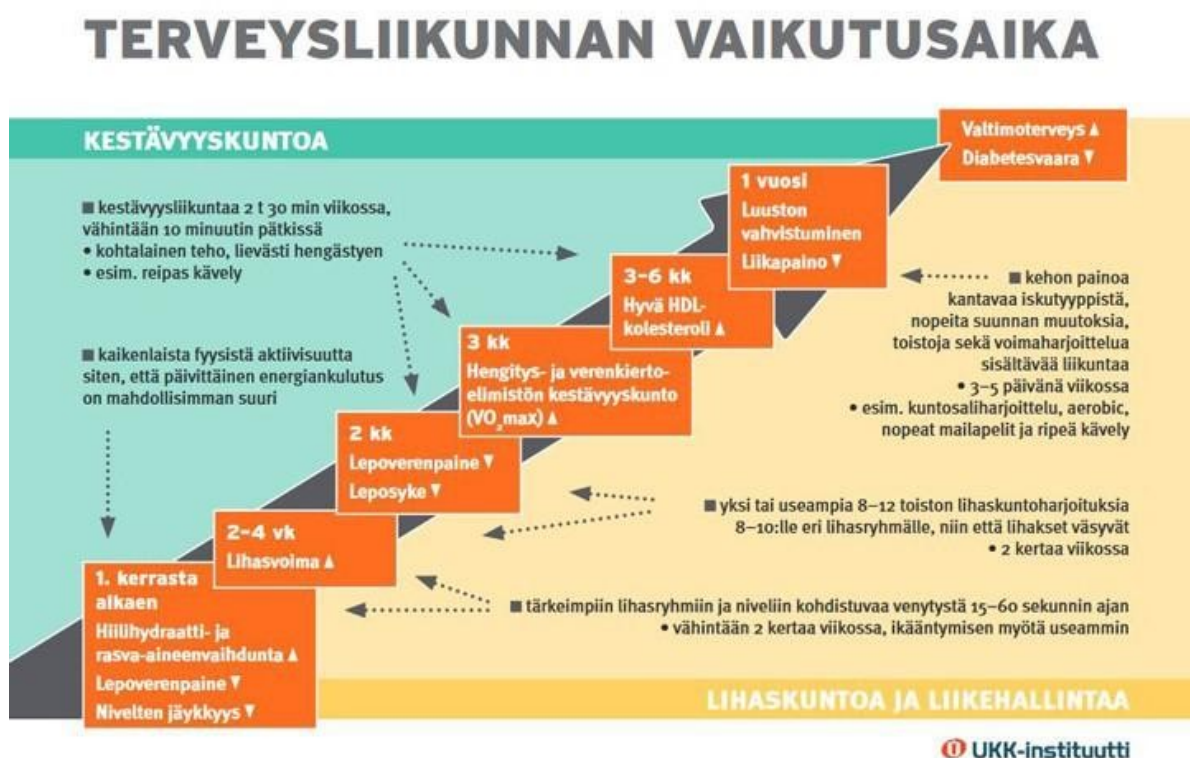 TERVEYSLIIKUNNAN VAIKUTUSAIKA
KESTÄVYYSKUNTOA
■ kestävyysliikuntaa 2 t 30 min viikossa,
vähintään 10 minuutin pätkissä
• kohtalainen teho, lievästi hengästyen
• esim. reipas kävely
■ kaikenlaista fyysistä aktiivisuutta
siten, että päivittäinen energiankulutus
on mahdollisimman suuri
1. kerrasta
alkaen
Hiilihydraatti- ja
rasva-aineenvaihdunta ▲
Lepoverenpaine ▼
Nivelten jäykkyys ▼
2–4 vk
Lihasvoima ▲
2 kk
Lepoverenpaine ▼
Leposyke ▼
3 kk
Hengitys- ja verenkierto-
elimistön kestävyyskunto
(VO₂max) ▲
3–6 kk
Hyvä HDL-
kolesteroli ▲
1 vuosi
Luuston
vahvistuminen
Liikapaino ▼
Valtimoterveys ▲
Diabetesvaara ▼
■ kehon painoa
kantavaa iskutyyppistä,
nopeita suunnan muutoksia,
toistoja sekä voimaharjoittelua
sisältävää liikuntaa
• 3–5 päivänä viikossa
• esim. kuntosaliharjoittelu, aerobic,
nopeat mailapelit ja ripeä kävely
■ yksi tai useampia 8–12 toiston lihaskuntoharjoituksia
8–10:lle eri lihasryhmälle, niin että lihakset väsyvät
• 2 kertaa viikossa
■ tärkeimpiin lihasryhmiin ja niveliin kohdistuvaa venytystä 15–60 sekunnin ajan
• vähintään 2 kertaa viikossa, ikääntymisen myötä useammin
LIHASKUNTOA JA LIIKEHALLINTAA
UKK-instituutti